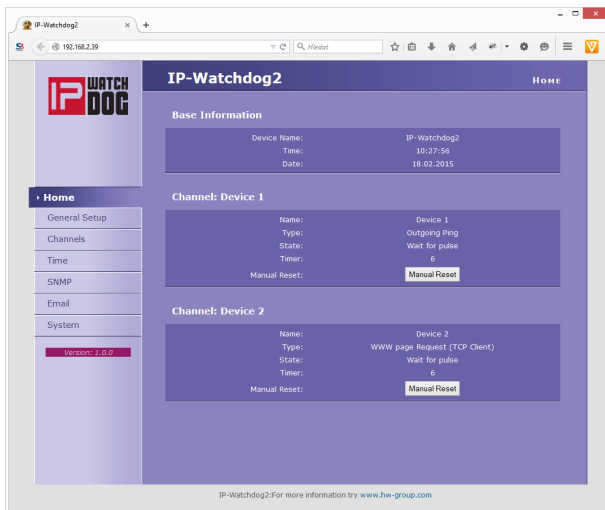 IP-Watchdog2
192.168.2.39
Hledat
IP WATCH DOG
IP-Watchdog2
Home
Base Information
Device Name: IP-Watchdog2
Time: 10:27:56
Date: 18.02.2015
Home
General Setup
Channels
Time
SNMP
Email
System
Version: 1.0.0
Channel: Device 1
Name: Device 1
Type: Outgoing Ping
State: Wait for pulse
Timer: 6
Manual Reset: Manual Reset
Channel: Device 2
Name: Device 2
Type: WWW page Request (TCP Client)
State: Wait for pulse
Timer: 6
Manual Reset: Manual Reset
IP-Watchdog2:For more information try www.hw-group.com